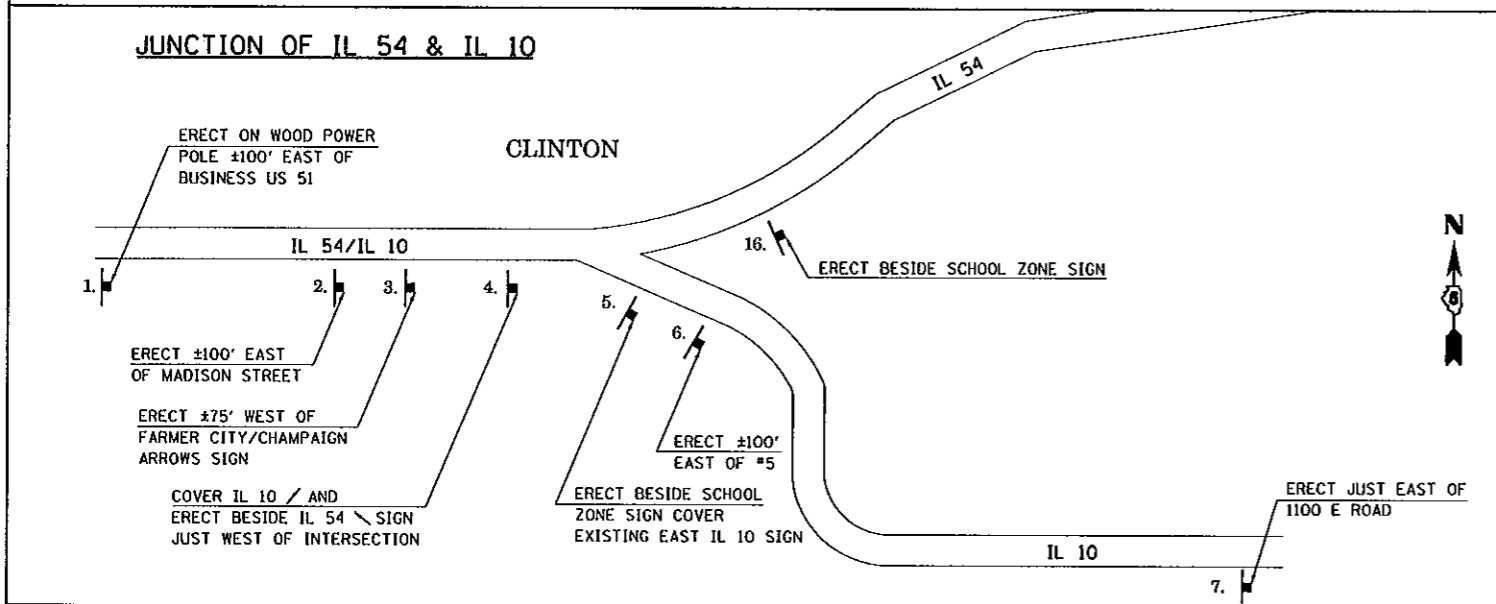 JUNCTION OF IL 54 & IL 10
ERECT ON WOOD POWER
POLE ±100' EAST OF
BUSINESS US 51
CLINTON
IL 54
IL 54/IL 10
N
1.
2.
3.
4.
5.
6.
16.
ERECT BESIDE SCHOOL ZONE SIGN
ERECT ±100' EAST
OF MADISON STREET
ERECT ±75' WEST OF
FARMER CITY/CHAMPAIGN
ARROWS SIGN
COVER IL 10 / AND
ERECT BESIDE IL 54 \ SIGN
JUST WEST OF INTERSECTION
ERECT ±100'
EAST OF #5
ERECT BESIDE SCHOOL
ZONE SIGN COVER
EXISTING EAST IL 10 SIGN
IL 10
ERECT JUST EAST OF
1100 E ROAD
7.